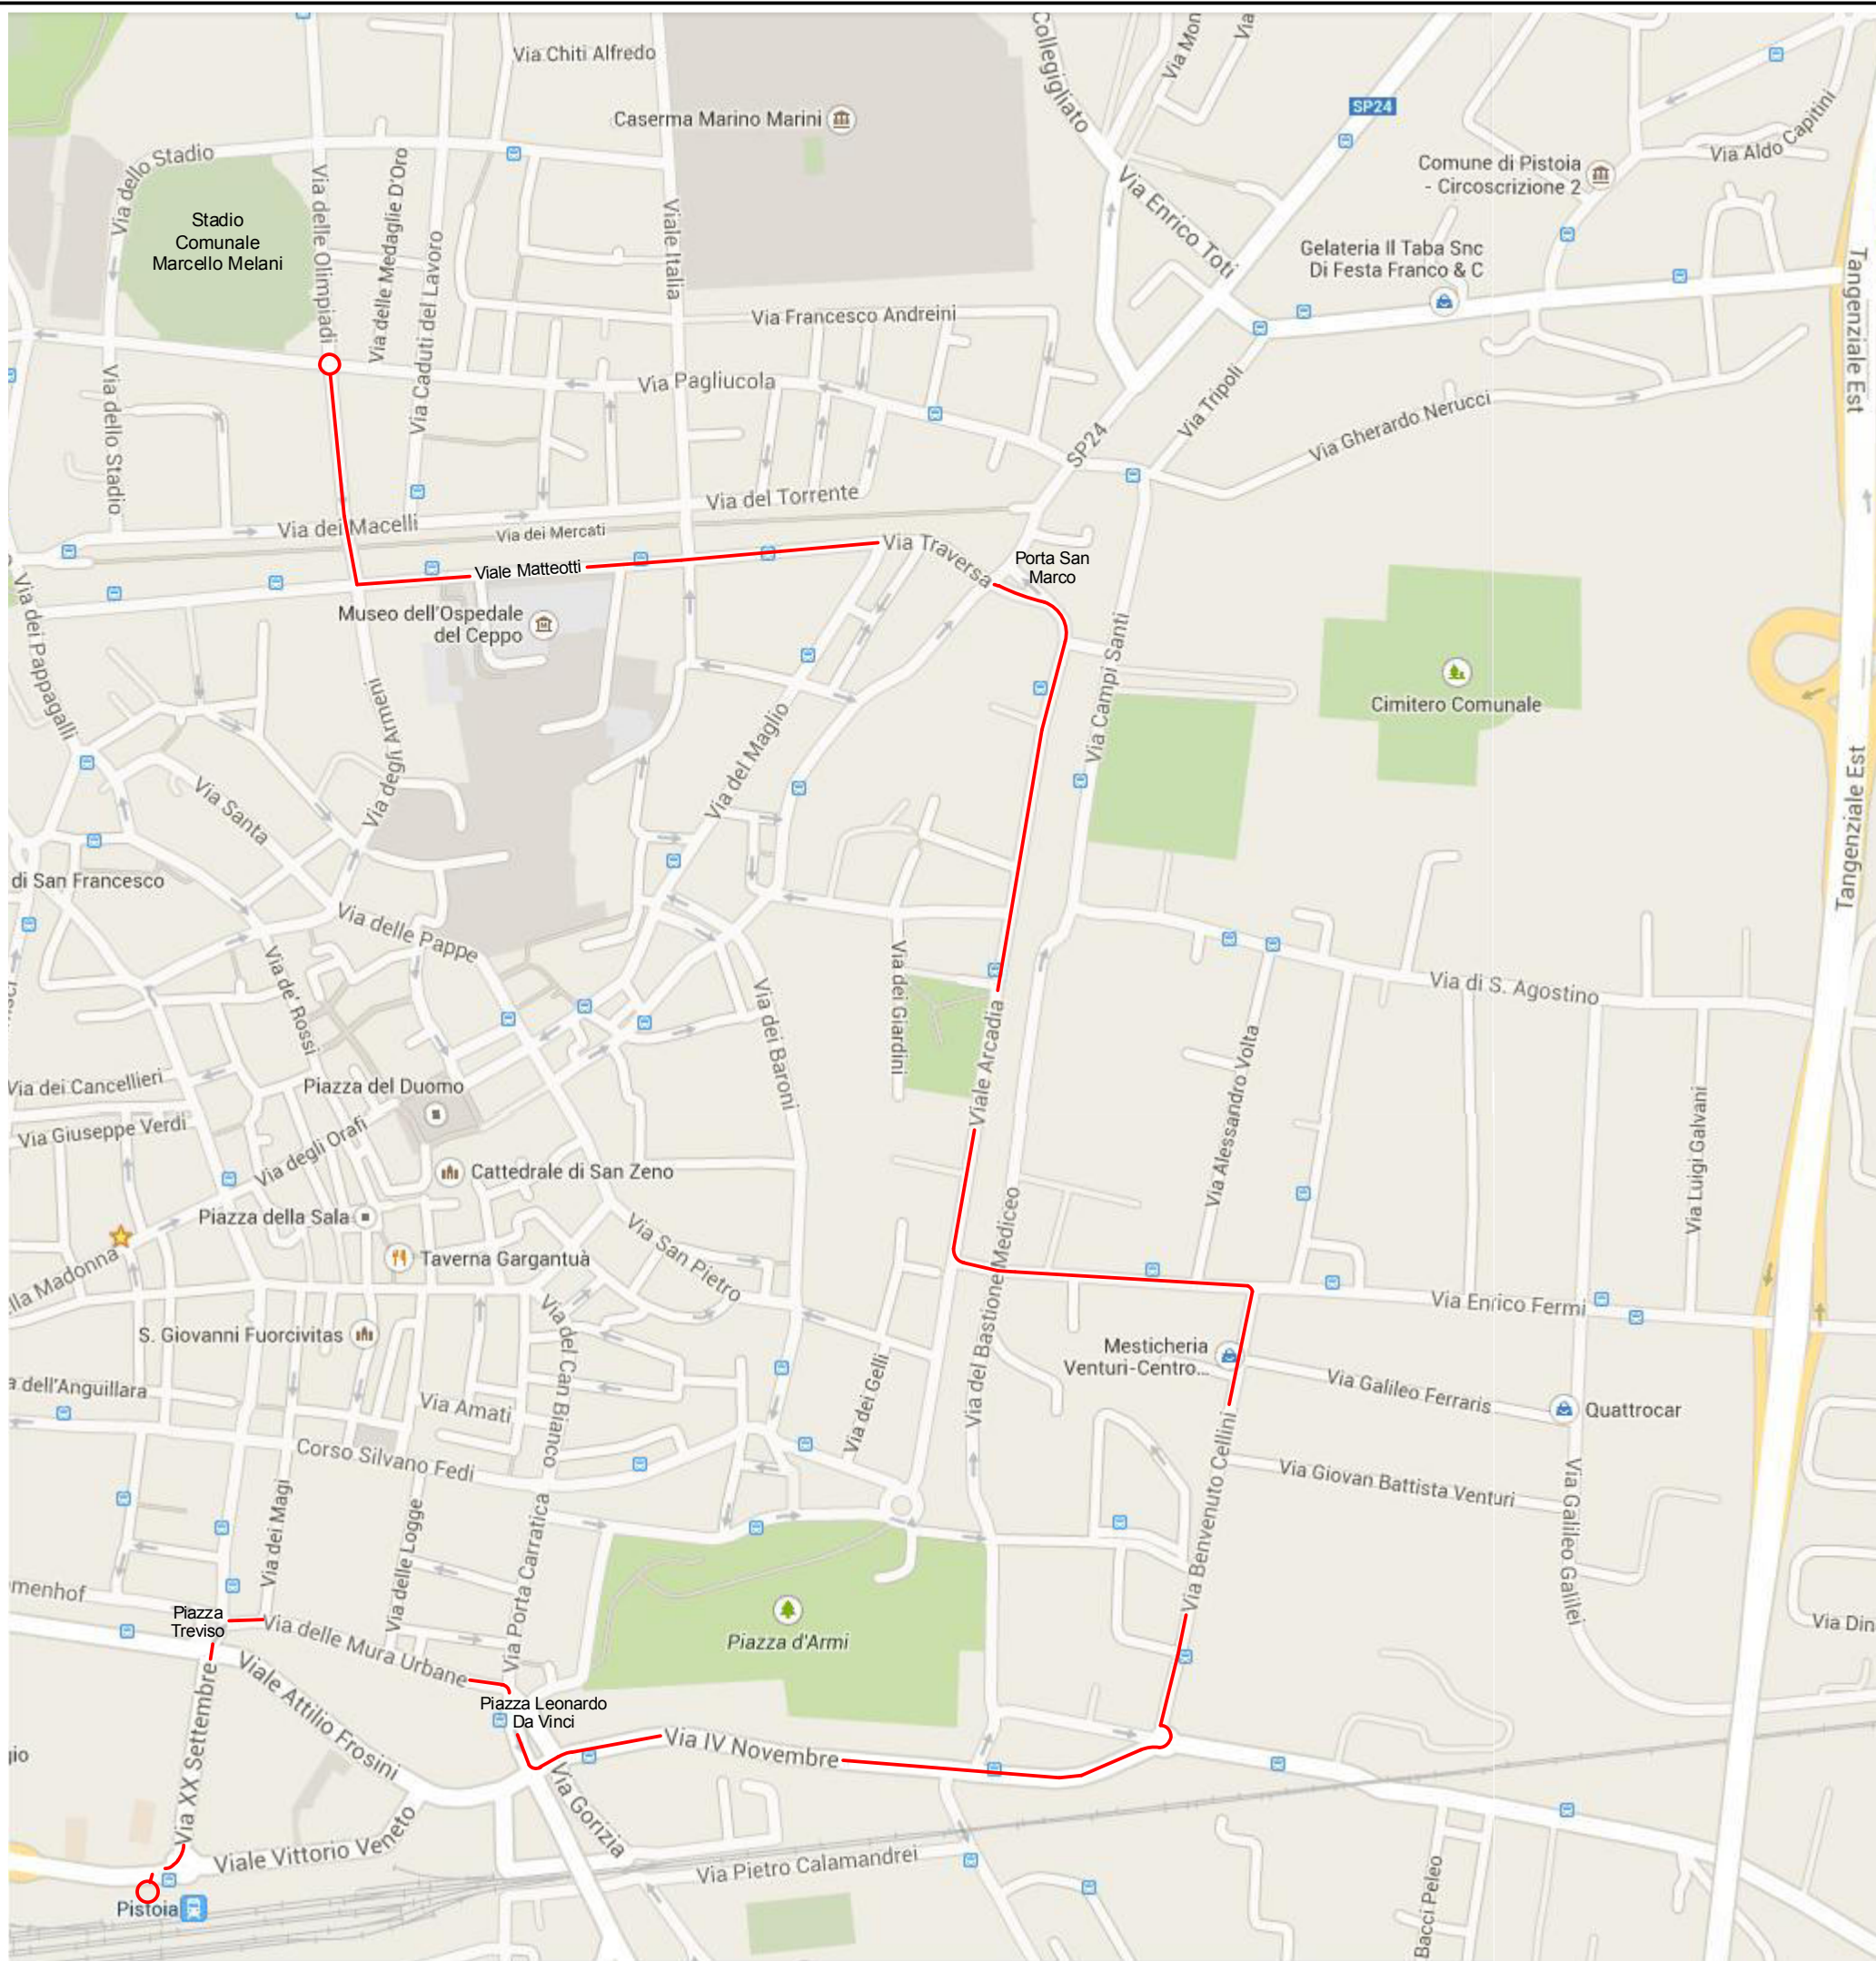 Via Chiti Alfredo
Collegigliato
Via Mon
Via
Caserma Marino Marini
SP24
Via Aldo Capitini
Comune di Pistoia
- Circoscrizione 2
Via dello Stadio
Via delle Olimpiadi
Via delle Medaglie D'Oro
Via Caduti del Lavoro
Viale Italia
Via Enrico Toti
Stadio
Comunale
Marcello Melani
Gelateria Il Taba Snc
Di Festa Franco & C
Tangenziale Est
Via Francesco Andreini
Via Pagliucola
Via Tripoli
Via Gherardo Nerucci
SP24
Via dello Stadio
Via del Torrente
Via dei Macelli
Via dei Mercati
Via Traversa
Porta San
Marco
Viale Matteotti
Museo dell'Ospedale
del Ceppo
Via dei Pappagalli
Via degli Armeni
Via Campi Santi
Cimitero Comunale
Via del Maglio
Via Santa
Tangenziale Est
di San Francesco
Via delle Pappe
Via de' Rossi
Via dei Baroni
Via dei Giardini
Via di S. Agostino
Viale Arcadia
Via Alessandro Volta
Via Luigi Galvani
Via dei Cancellieri
Piazza del Duomo
Via Giuseppe Verdi
Via degli Orafi
Cattedrale di San Zeno
Piazza della Sala
Via San Pietro
Via del Bastione Mediceo
Taverna Gargantuà
lla Madonna
Via Enrico Fermi
S. Giovanni Fuorcivitas
Via del Can Bianco
Mesticheria
Venturi-Centro...
Via Galileo Ferraris
Quattrocar
a dell'Anguillara
Via Amati
Via dei Gelli
Corso Silvano Fedi
Via Benvenuto Cellini
Via Giovan Battista Venturi
Via Galileo Galilei
Via dei Magi
Via delle Logge
Via Porta Carratica
menhof
Piazza
Treviso
Via delle Mura Urbane
Piazza d'Armi
Via Din
Viale Attilio Frosini
Piazza Leonardo
Da Vinci
Via XX Settembre
Via IV Novembre
gio
Via Gorizia
Viale Vittorio Veneto
Via Pietro Calamandrei
Bacci Peleo
Pistoia